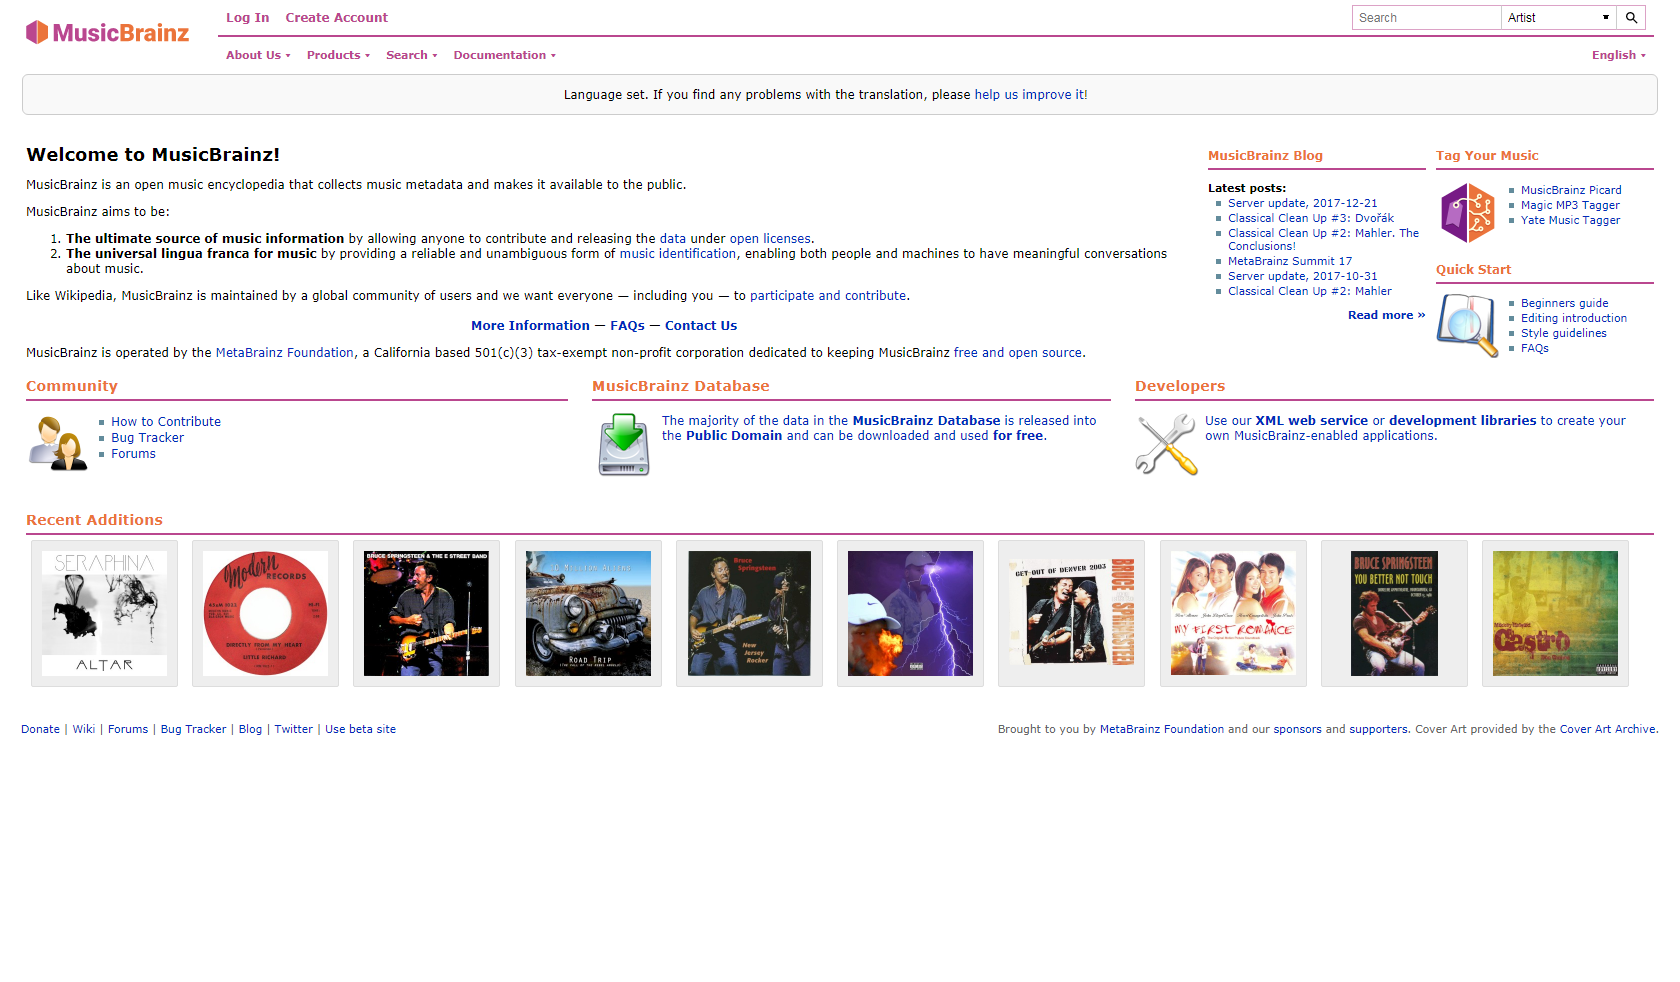 MusicBrainz
Log In Create Account
Search Artist
About Us Products Search Documentation
English
Language set. If you find any problems with the translation, please help us improve it!
Welcome to MusicBrainz!
MusicBrainz is an open music encyclopedia that collects music metadata and makes it available to the public.
MusicBrainz aims to be:
1. The ultimate source of music information by allowing anyone to contribute and releasing the data under open licenses.
2. The universal lingua franca for music by providing a reliable and unambiguous form of music identification, enabling both people and machines to have meaningful conversations
about music.
Like Wikipedia, MusicBrainz is maintained by a global community of users and we want everyone — including you — to participate and contribute.
More Information — FAQs — Contact Us
MusicBrainz is operated by the MetaBrainz Foundation, a California based 501(c)(3) tax-exempt non-profit corporation dedicated to keeping MusicBrainz free and open source.
MusicBrainz Blog
Latest posts:
Server update, 2017-12-21
Classical Clean Up #3: Dvořák
Classical Clean Up #2: Mahler. The
Conclusions!
MetaBrainz Summit 17
Server update, 2017-10-31
Classical Clean Up #2: Mahler
Read more »
Tag Your Music
MusicBrainz Picard
Magic MP3 Tagger
Yate Music Tagger
Quick Start
Beginners guide
Editing introduction
Style guidelines
FAQs
Community
How to Contribute
Bug Tracker
Forums
MusicBrainz Database
The majority of the data in the MusicBrainz Database is released into
the Public Domain and can be downloaded and used for free.
Developers
Use our XML web service or development libraries to create your
own MusicBrainz-enabled applications.
Recent Additions
SERAPHINA
ALTAR
Modern
RECORDS
DIRECTLY FROM MY HEART
LITTLE RICHARD
BRUCE SPRINGSTEEN & THE E STREET BAND
ROAD TRIP
Bruce
Springsteen
New
Jersey
Rocker
GET OUT OF DENVER 2003
BRUCE SPRINGSTEEN
MY FIRST ROMANCE
BRUCE SPRINGSTEEN
YOU BETTER NOT TOUCH
Castro
Donate | Wiki | Forums | Bug Tracker | Blog | Twitter | Use beta site
Brought to you by MetaBrainz Foundation and our sponsors and supporters. Cover Art provided by the Cover Art Archive.